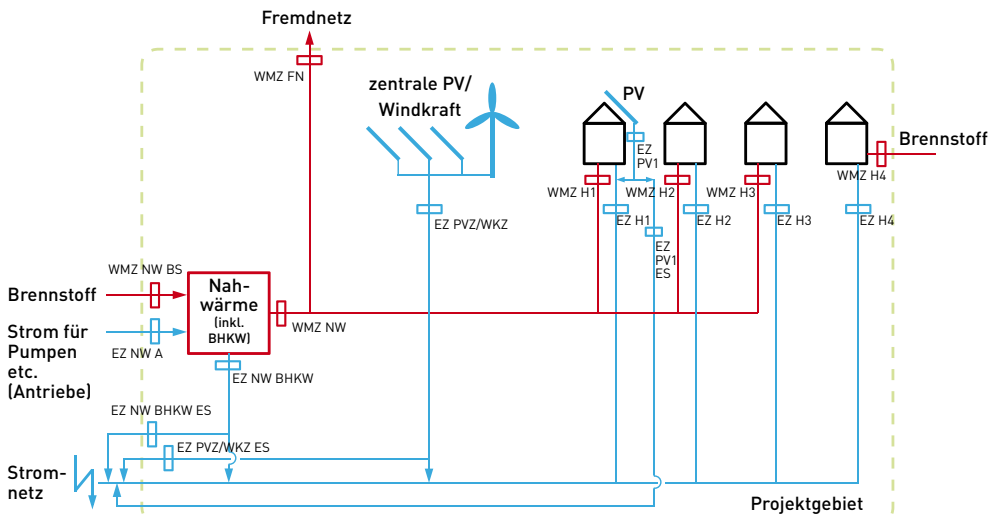 Fremdnetz
WMZ FN
zentrale PV/
Windkraft
PV
EZ
PV1
Brennstoff
WMZ H1
WMZ H2
WMZ H3
WMZ H4
EZ PVZ/WKZ
EZ H1
EZ H2
EZ H3
EZ H4
EZ
PV1
ES
WMZ NW BS
Brennstoff
Nah-
wärme
(inkl.
BHKW)
WMZ NW
Strom für
Pumpen
etc.
(Antriebe)
EZ NW A
EZ NW BHKW
EZ NW BHKW ES
EZ PVZ/WKZ ES
Strom-
netz
Projektgebiet